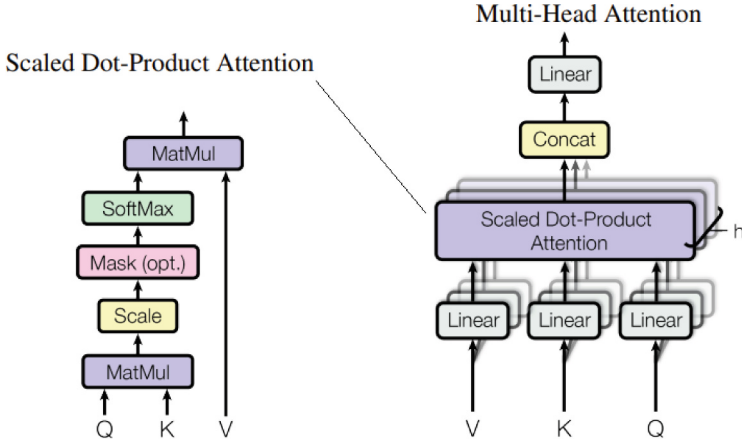 Scaled Dot-Product Attention
MatMul
SoftMax
Mask (opt.)
Scale
MatMul
Q K V
Multi-Head Attention
Linear
Concat
Scaled Dot-Product
Attention
h
Linear Linear Linear
V K Q